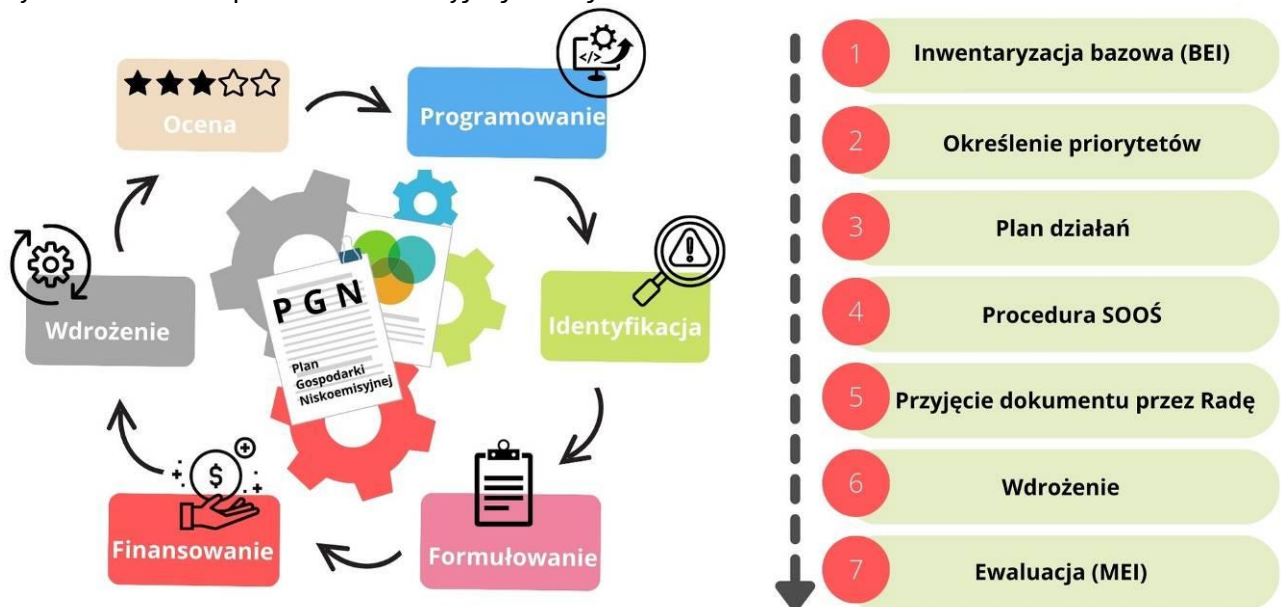 Ocena
Programowanie
</>
Identyfikacja
Formułowanie
$
Finansowanie
Wdrożenie
P G N
Plan
Gospodarki
Niskoemisyjnej
1
Inwentaryzacja bazowa (BEI)
2
Określenie priorytetów
3
Plan działań
4
Procedura SOOŚ
5
Przyjęcie dokumentu przez Radę
6
Wdrożenie
7
Ewaluacja (MEI)